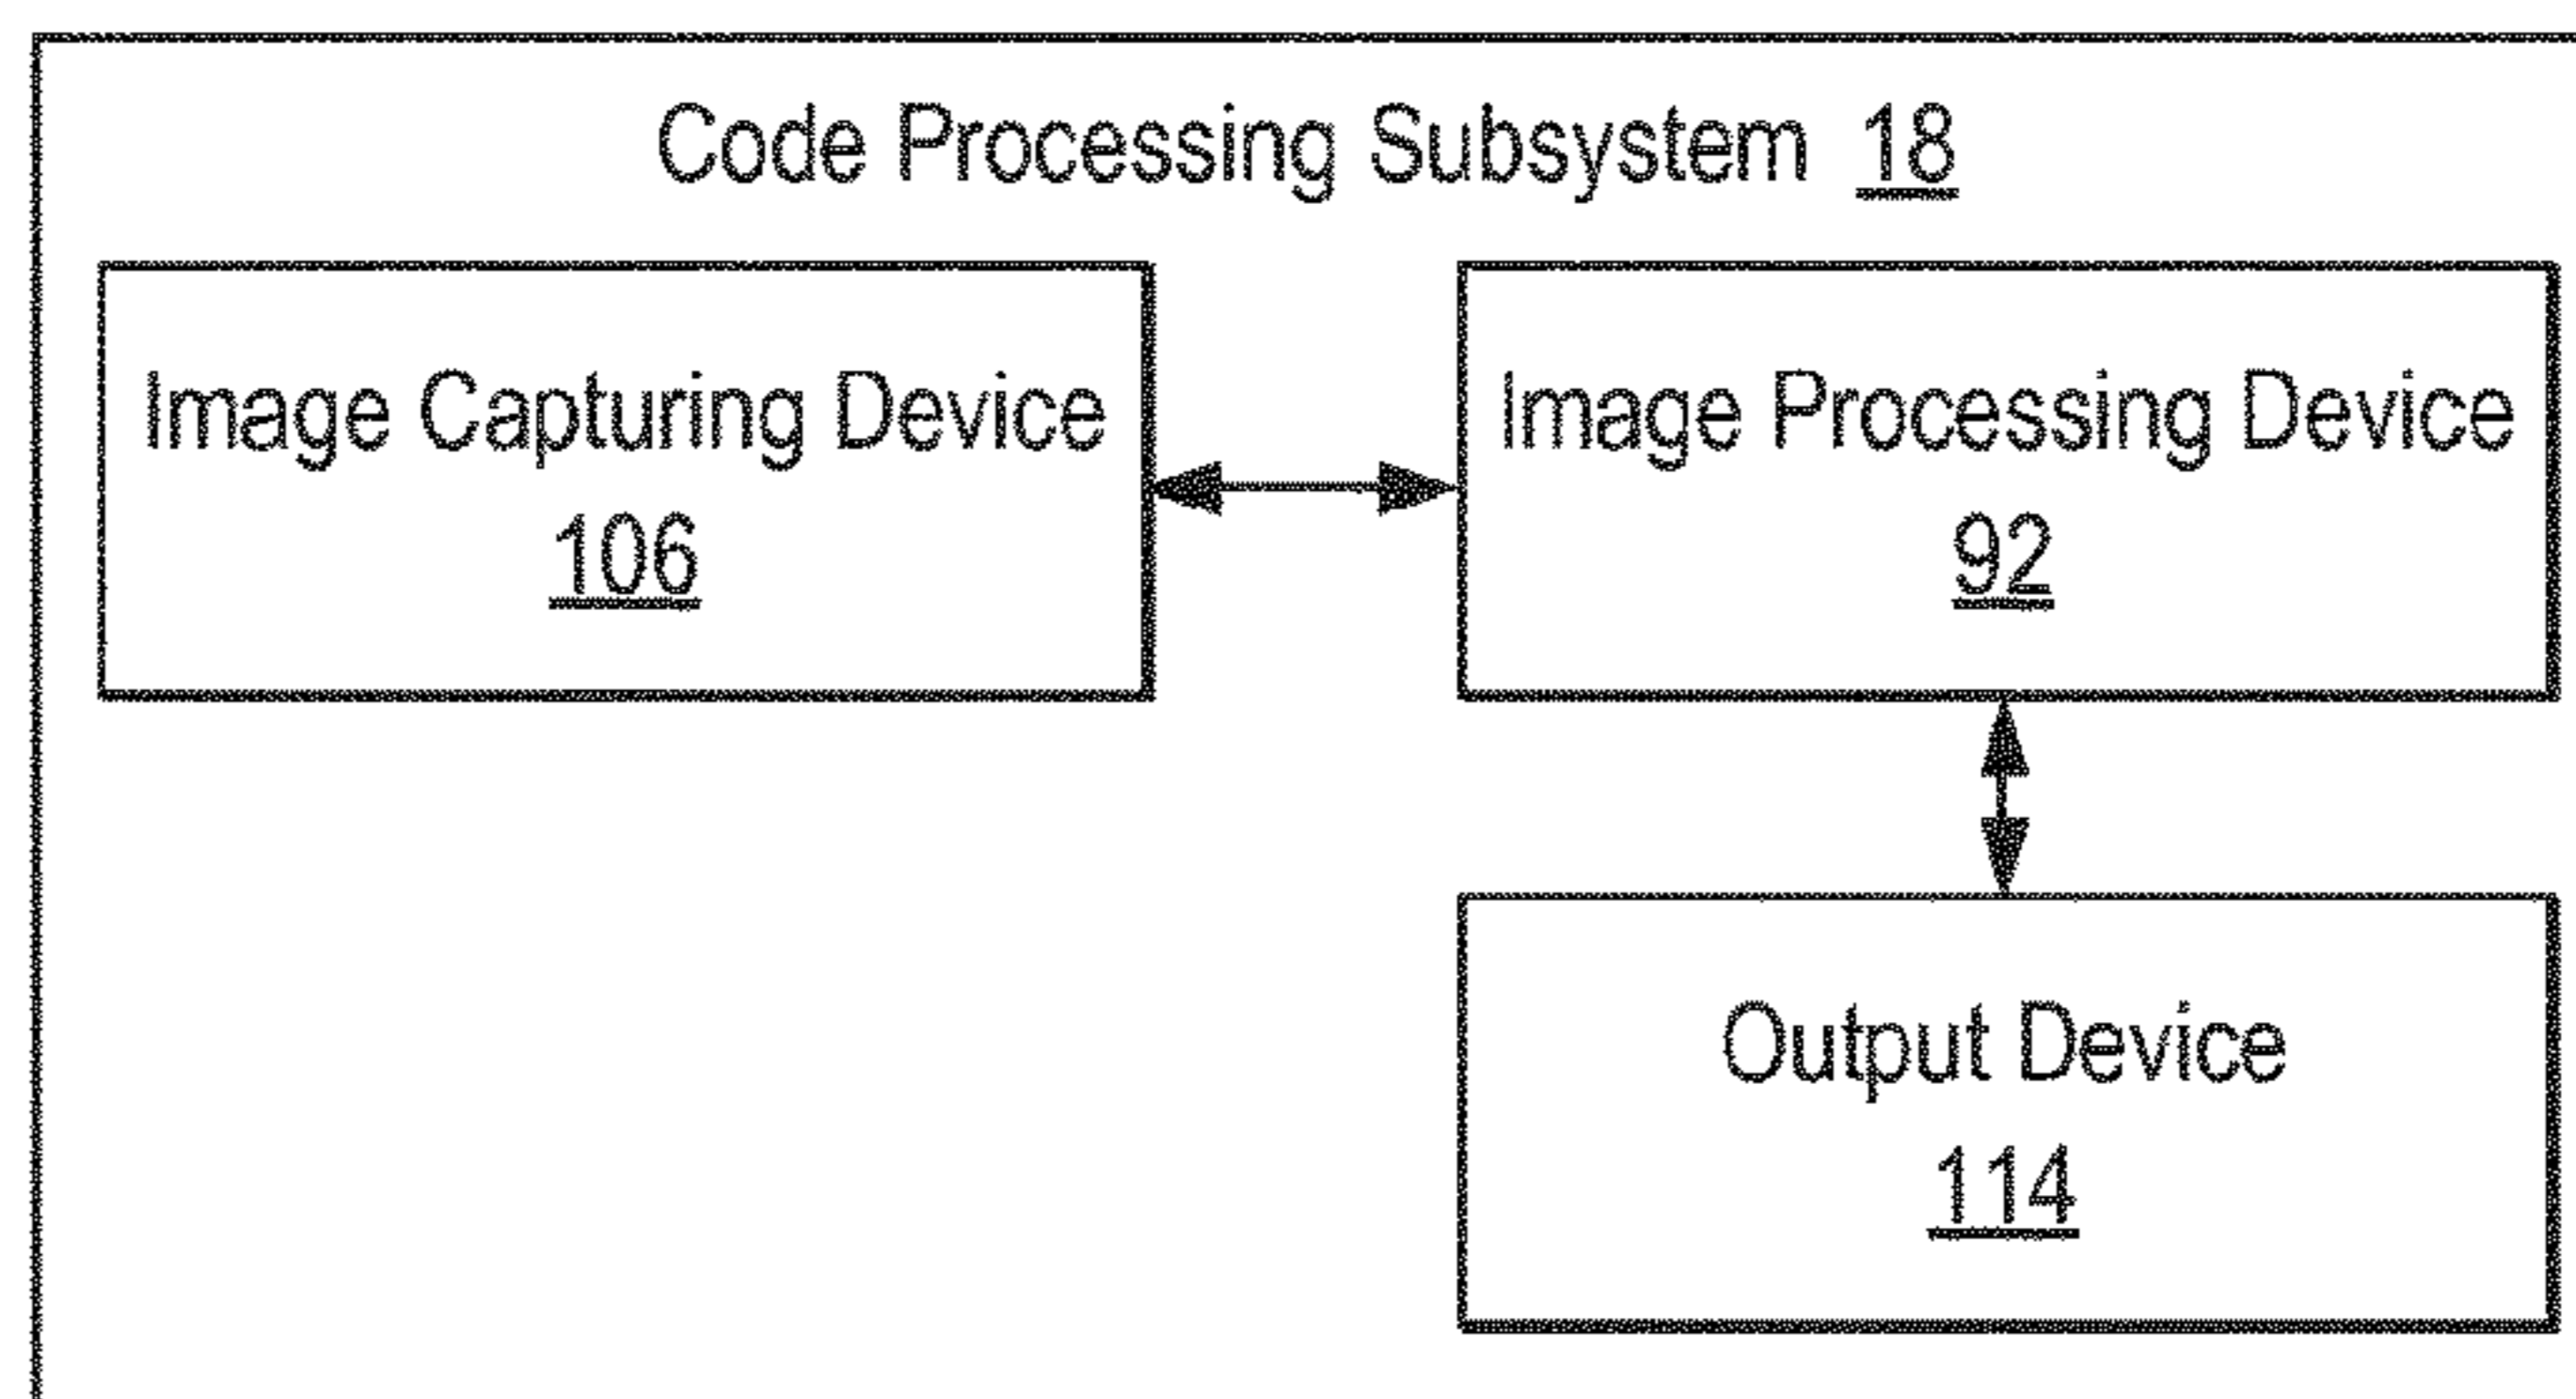 Code Processing Subsystem 18
Image Capturing Device
106
Image Processing Device
92
Output Device
114